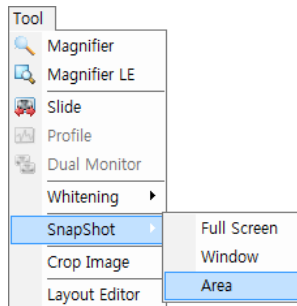 Tool
Magnifier
Magnifier LE
Slide
Profile
Dual Monitor
Whitening
SnapShot
Full Screen
Crop Image
Window
Layout Editor
Area